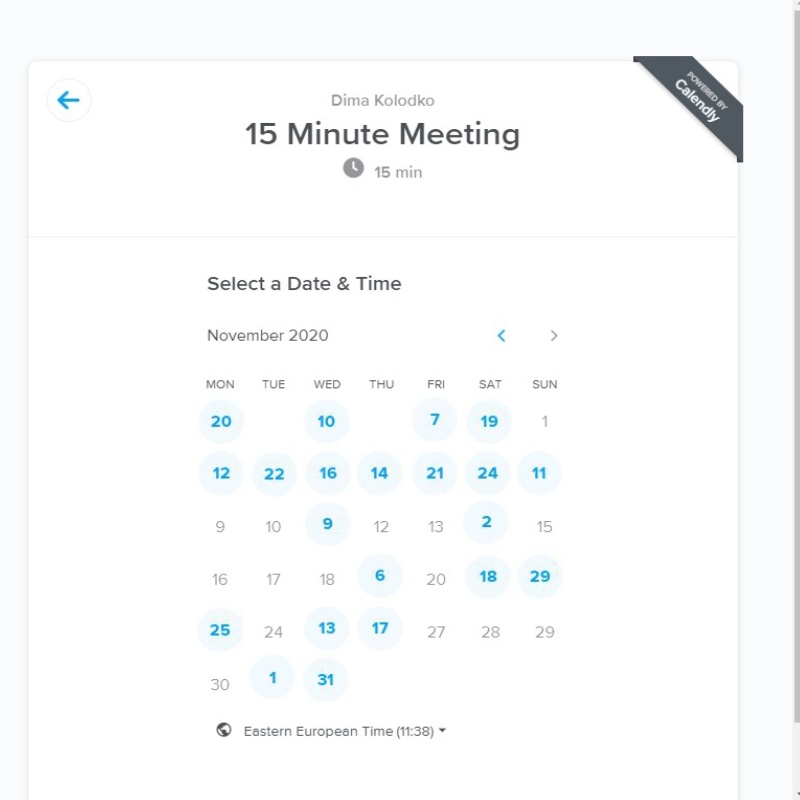 POWERED BY
Calendly
Dima Kolodko
15 Minute Meeting
15 min
Select a Date & Time
November 2020
MON TUE WED THU FRI SAT SUN
20 10 7 19 1
12 22 16 14 21 24 11
9 10 9 12 13 2 15
16 17 18 6 20 18 29
25 24 13 17 27 28 29
30 1 31
Eastern European Time (11:38)